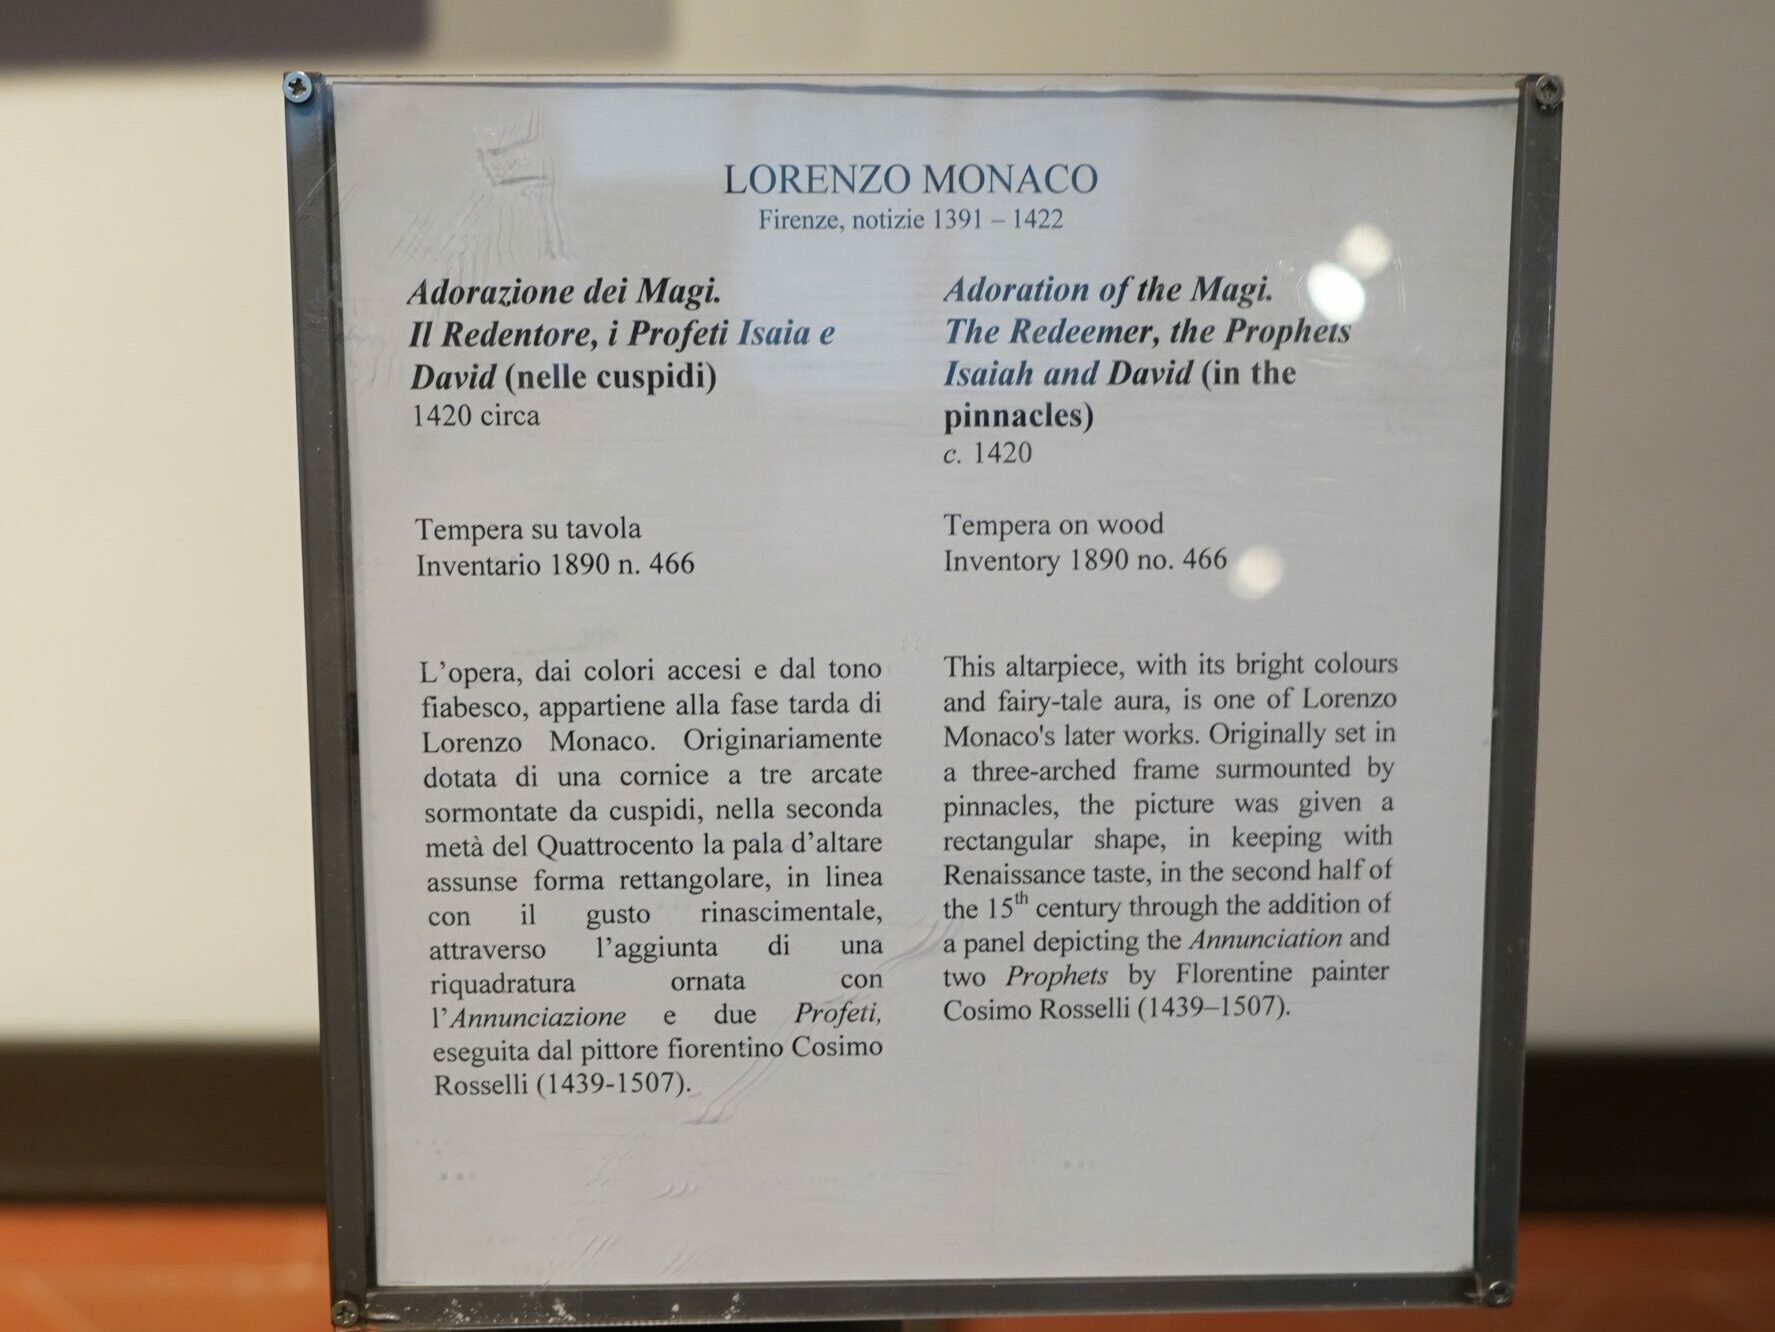 LORENZO MONACO
Firenze, notizie 1391 – 1422
Adorazione dei Magi.
Il Redentore, i Profeti Isaia e
David (nelle cuspidi)
1420 circa
Tempera su tavola
Inventario 1890 n. 466
L'opera, dai colori accesi e dal tono
fiabesco, appartiene alla fase tarda di
Lorenzo Monaco. Originariamente
dotata di una cornice a tre arcate
sormontate da cuspidi, nella seconda
metà del Quattrocento la pala d'altare
assunse forma rettangolare, in linea
con il gusto rinascimentale,
attraverso l'aggiunta di una
riquadratura ornata con
l'Annunciazione e due Profeti,
eseguita dal pittore fiorentino Cosimo
Rosselli (1439-1507).
Adoration of the Magi.
The Redeemer, the Prophets
Isaiah and David (in the
pinnacles)
c. 1420
Tempera on wood
Inventory 1890 no. 466
This altarpiece, with its bright colours
and fairy-tale aura, is one of Lorenzo
Monaco's later works. Originally set in
a three-arched frame surmounted by
pinnacles, the picture was given a
rectangular shape, in keeping with
Renaissance taste, in the second half of
the 15th century through the addition of
a panel depicting the Annunciation and
two Prophets by Florentine painter
Cosimo Rosselli (1439–1507).